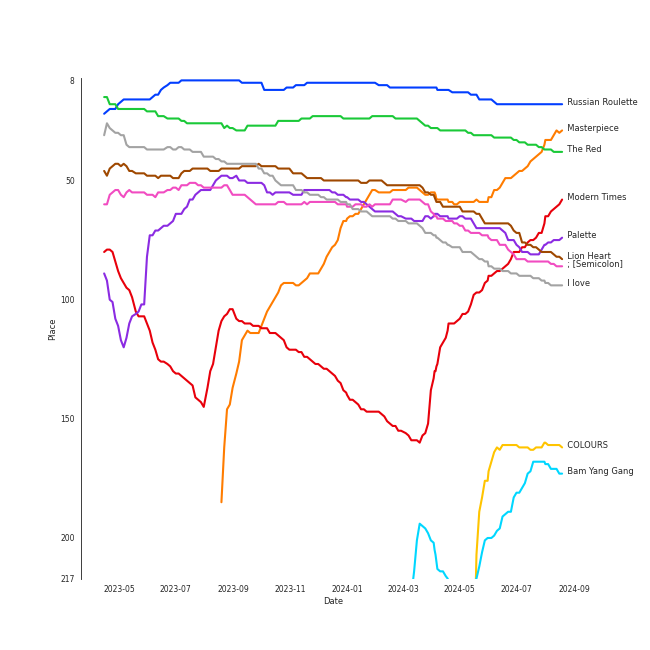 8
Russian Roulette
Masterpiece
The Red
50
Modern Times
Palette
Lion Heart
; [Semicolon]
I love
100
Place
150
COLOURS
Bam Yang Gang
200
217
2023-05 2023-07 2023-09 2023-11 2024-01 2024-03 2024-05 2024-07 2024-09
Date